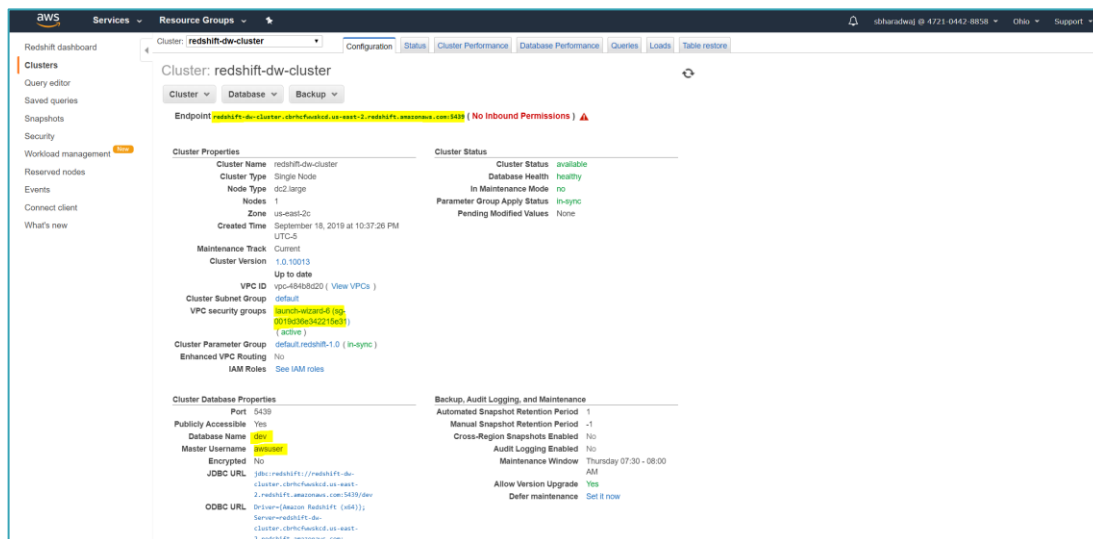 aws Services Resource Groups sbharadwaj @ 4721-0442-8858 Ohio Support
Redshift dashboard
Clusters
Query editor
Saved queries
Snapshots
Security
Workload management New
Reserved nodes
Events
Connect client
What's new
Cluster: redshift-dw-cluster Configuration Status Cluster Performance Database Performance Queries Loads Table restore
Cluster: redshift-dw-cluster
Cluster Database Backup
Endpoint redshift-dw-cluster.cbrhcfuwskcd.us-east-2.redshift.amazonaws.com:5439 ( No Inbound Permissions )
Cluster Properties
Cluster Name redshift-dw-cluster
Cluster Type Single Node
Node Type dc2.large
Nodes 1
Zone us-east-2c
Created Time September 18, 2019 at 10:37:26 PM
UTC-5
Maintenance Track Current
Cluster Version 1.0.10013
Up to date
VPC ID vpc-484b8d20 ( View VPCs )
Cluster Subnet Group default
VPC security groups launch-wizard-6 (sg-
0019d36e342215e31)
( active )
Cluster Parameter Group default.redshift-1.0 ( in-sync )
Enhanced VPC Routing No
IAM Roles See IAM roles
Cluster Status
Cluster Status available
Database Health healthy
In Maintenance Mode no
Parameter Group Apply Status in-sync
Pending Modified Values None
Cluster Database Properties
Port 5439
Publicly Accessible Yes
Database Name dev
Master Username awsuser
Encrypted No
JDBC URL jdbc:redshift://redshift-dw-
cluster.cbrhcfuwskcd.us-east-
2.redshift.amazonaws.com:5439/dev
ODBC URL Driver={Amazon Redshift (x64)};
Server=redshift-dw-
cluster.cbrhcfuwskcd.us-east-
2.redshift.amazonaws.com;
Backup, Audit Logging, and Maintenance
Automated Snapshot Retention Period 1
Manual Snapshot Retention Period -1
Cross-Region Snapshots Enabled No
Audit Logging Enabled No
Maintenance Window Thursday 07:30 - 08:00
AM
Allow Version Upgrade Yes
Defer maintenance Set it now